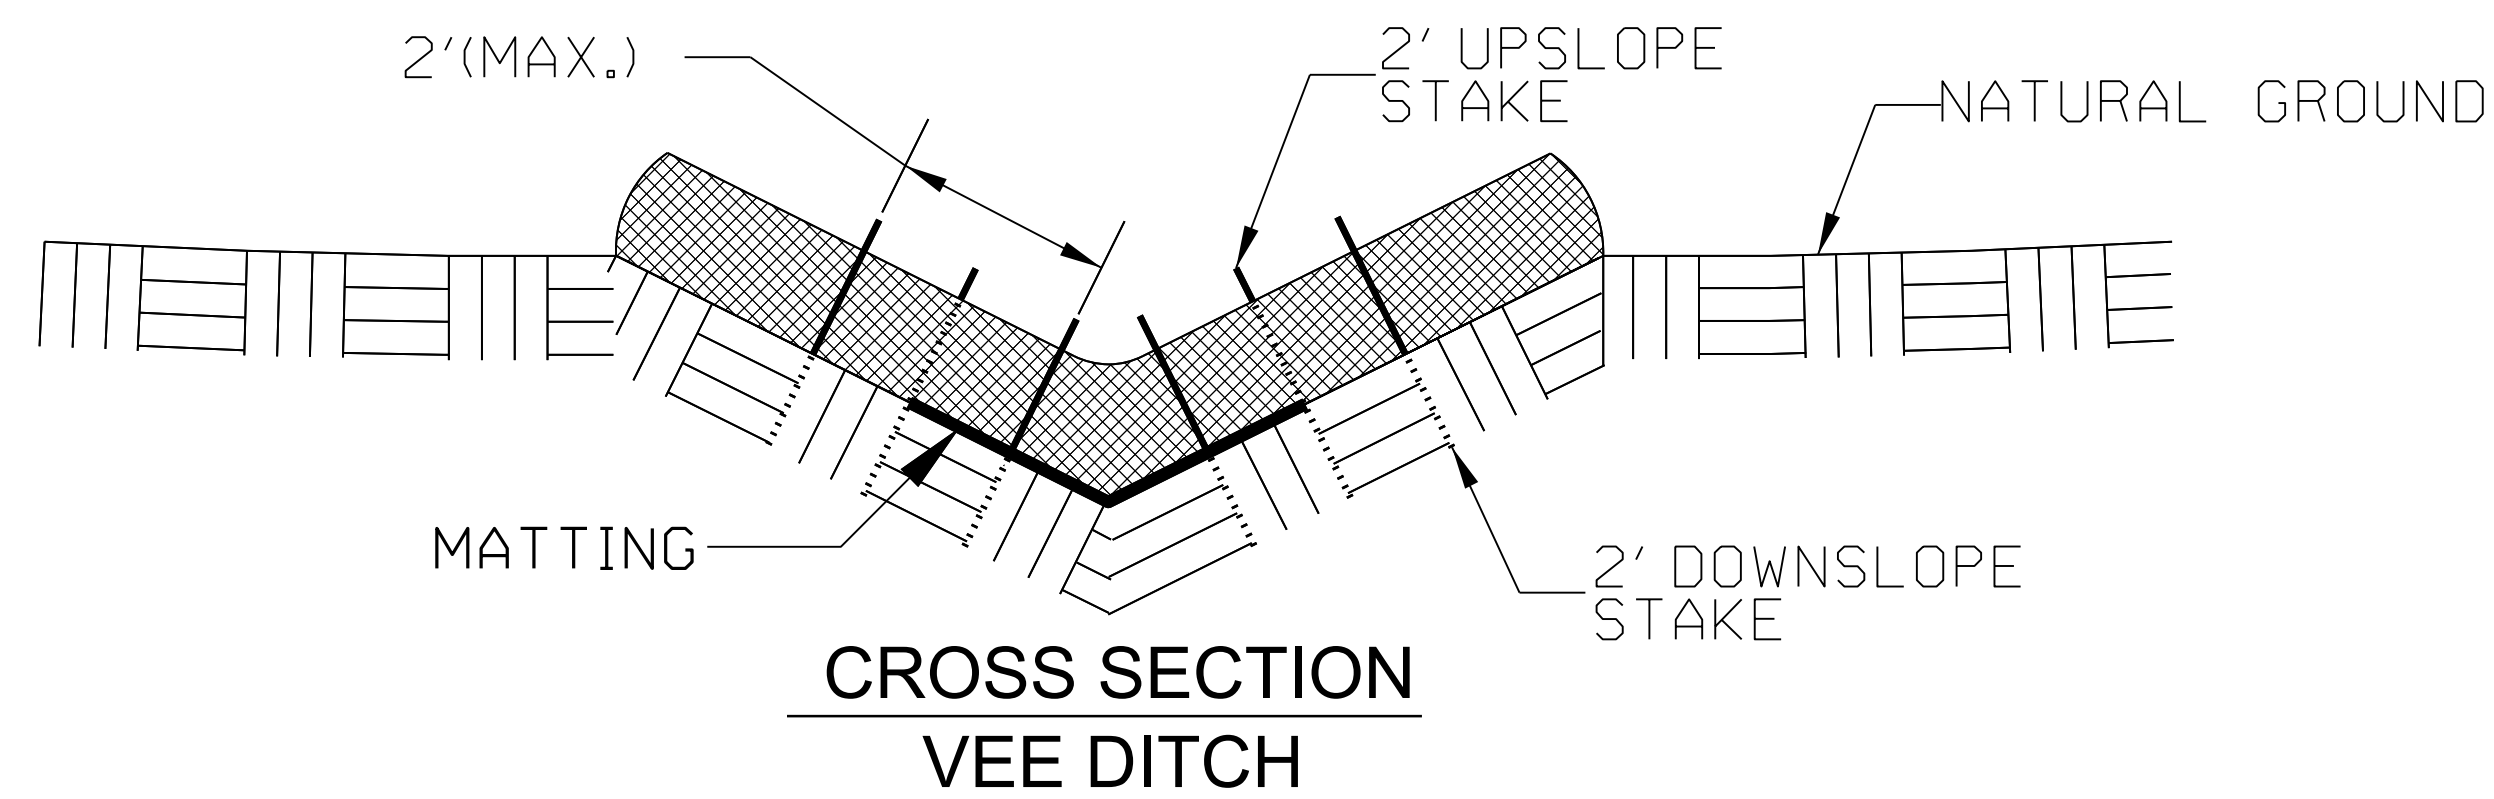 2'(MAX.)
2' UPSLOPE
STAKE
NATURAL GROUND
MATTING
2' DOWNSLOPE
STAKE
CROSS SECTION
VEE DITCH